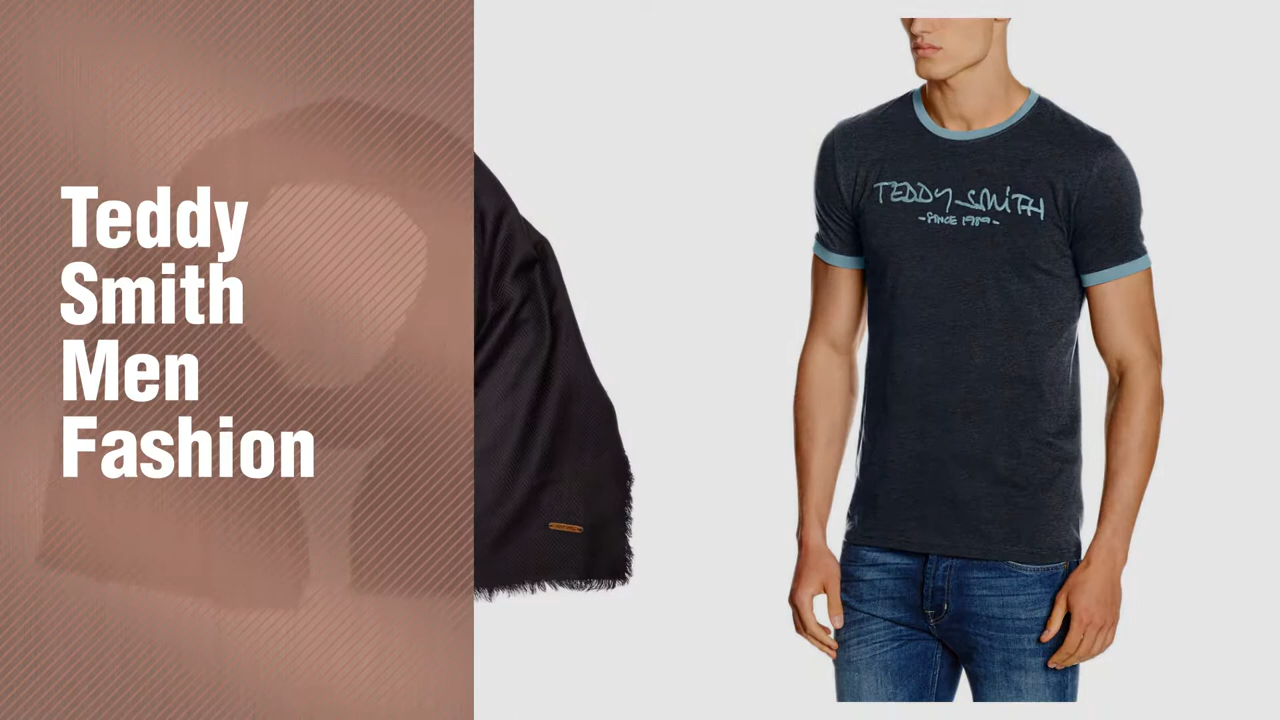 Teddy
Smith
Men
Fashion
TEDDY SMiTH
-SiNCE 1989-